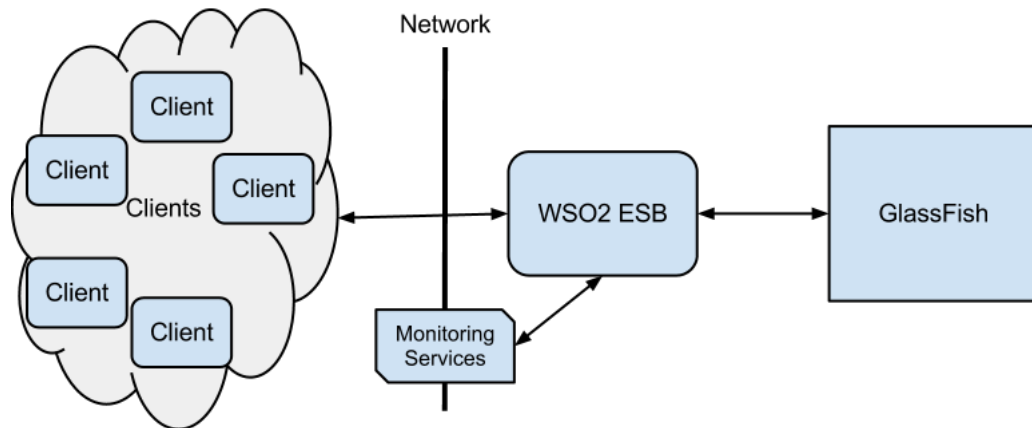 Network
Client
Client
Client
Clients
WSO2 ESB
GlassFish
Client
Client
Monitoring
Services